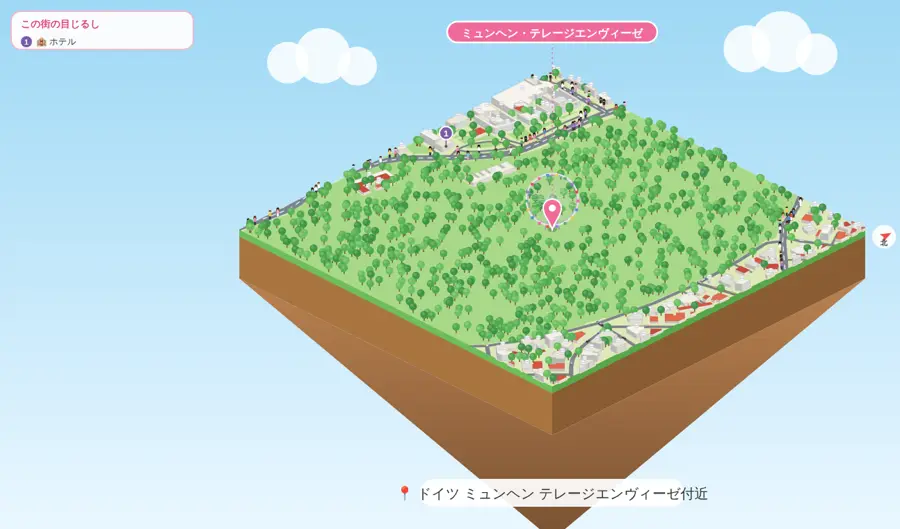 この街の目じるし
1 ホテル
ミュンヘン・テレージエンヴィーゼ
1
北
ドイツ ミュンヘン テレージエンヴィーゼ付近